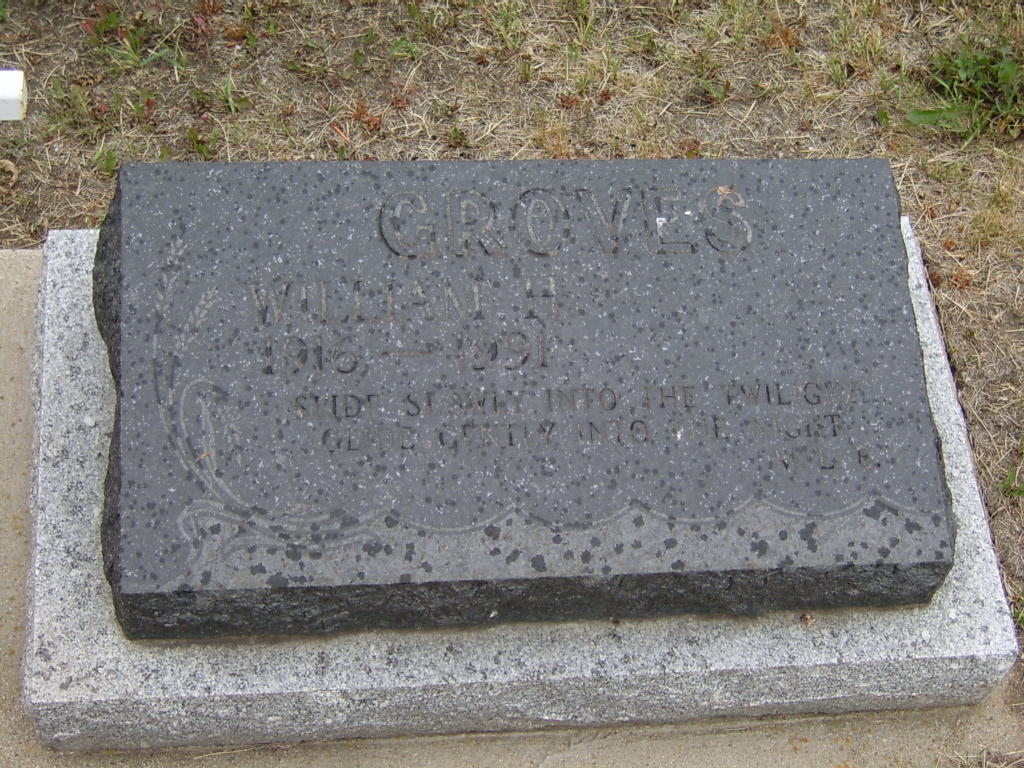 GROVES
WILLIAM H.
1916 — 1991
SLIDE SLOWLY INTO THE TWILIGHT
GLIDE GENTLY INTO THE NIGHT